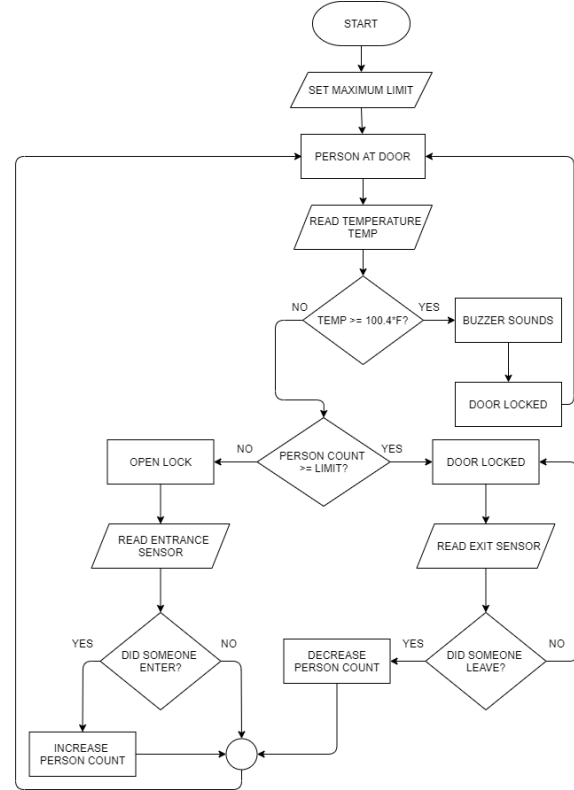 START
SET MAXIMUM LIMIT
PERSON AT DOOR
READ TEMPERATURE
TEMP
NO
YES
TEMP >= 100.4°F?
BUZZER SOUNDS
DOOR LOCKED
NO
PERSON COUNT
>= LIMIT?
YES
OPEN LOCK
DOOR LOCKED
READ ENTRANCE
SENSOR
READ EXIT SENSOR
YES
DID SOMEONE
ENTER?
NO
DECREASE
PERSON COUNT
YES
DID SOMEONE
LEAVE?
NO
INCREASE
PERSON COUNT